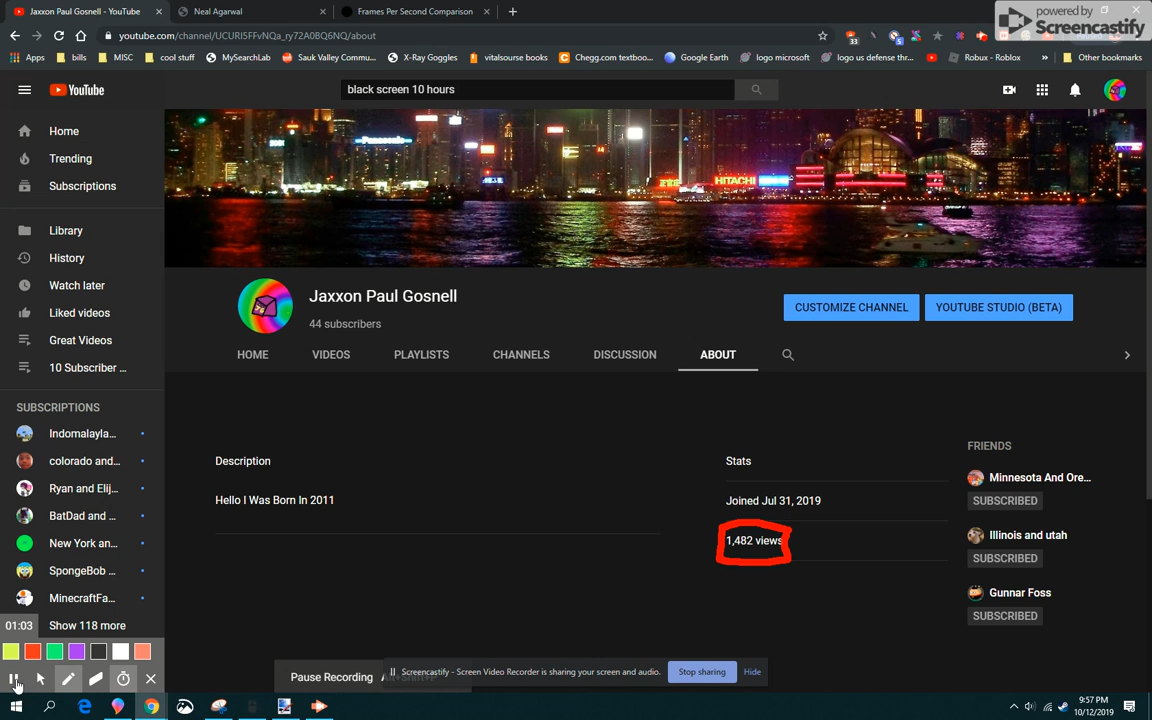 Jaxxon Paul Gosnell - YouTube
Neal Agarwal
Frames Per Second Comparison
powered by
Screencastify
youtube.com/channel/UCURI5FFvNQa_ry72A0BQ6NQ/about
Apps
bills
MISC
cool stuff
MySearchLab
Sauk Valley Commu...
X-Ray Goggles
vitalsourse books
Chegg.com textboo...
Google Earth
logo microsoft
logo us defense thr...
Robux - Roblox
»
Other bookmarks
YouTube
black screen 10 hours
Home
Trending
Subscriptions
Library
History
Watch later
Liked videos
Great Videos
10 Subscriber ...
SUBSCRIPTIONS
Indomalayla...
colorado and...
Ryan and Elij...
BatDad and ...
New York an...
SpongeBob ...
MinecraftFa...
Show 118 more
01:03
Panasonic
HITACHI
Jaxxon Paul Gosnell
44 subscribers
CUSTOMIZE CHANNEL
YOUTUBE STUDIO (BETA)
HOME
VIDEOS
PLAYLISTS
CHANNELS
DISCUSSION
ABOUT
Description
Hello I Was Born In 2011
Stats
Joined Jul 31, 2019
1,482 views
FRIENDS
Minnesota And Ore...
SUBSCRIBED
Illinois and utah
SUBSCRIBED
Gunnar Foss
SUBSCRIBED
Pause Recording
Screencastify - Screen Video Recorder is sharing your screen and audio.
Stop sharing
Hide
9:57 PM
10/12/2019